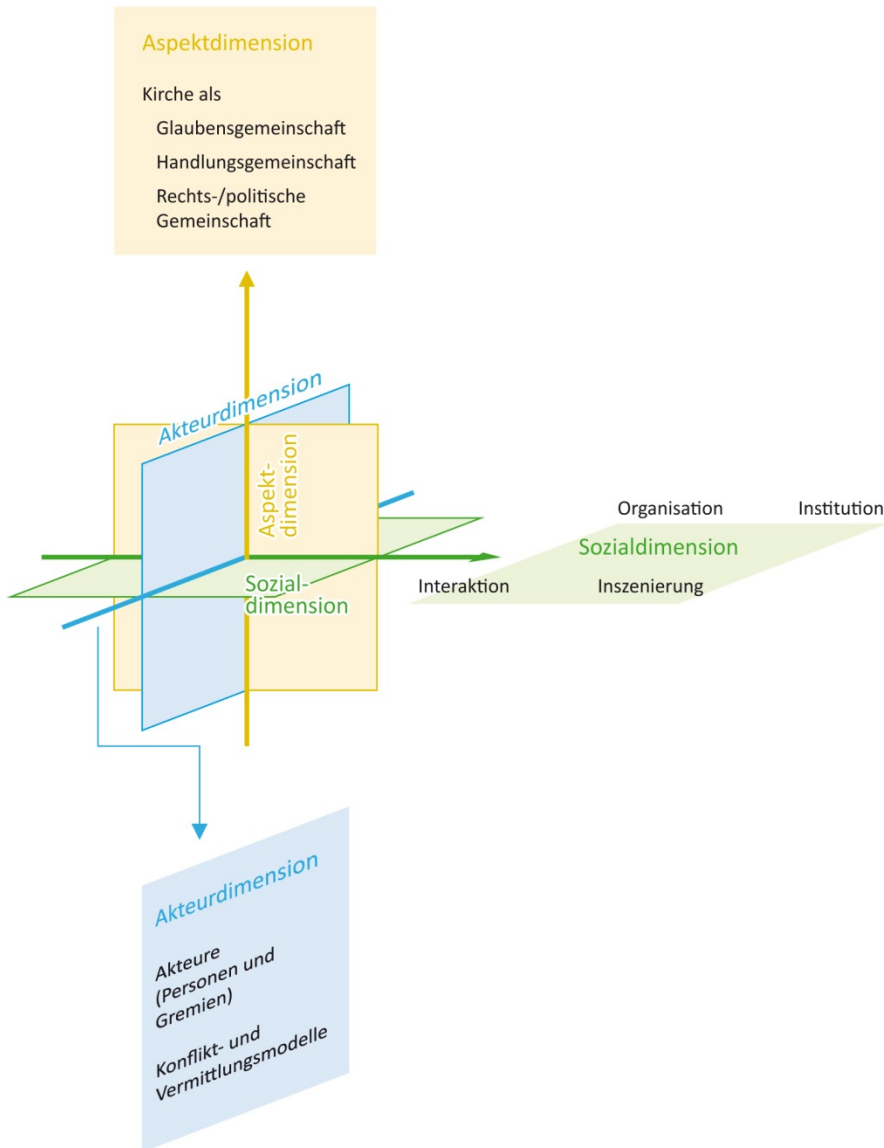 Aspektdimension
Kirche als
Glaubensgemeinschaft
Handlungsgemeinschaft
Rechts-/politische
Gemeinschaft
Akteurdimension
Aspekt-
dimension
Sozial-
dimension
Organisation
Institution
Sozialdimension
Interaktion
Inszenierung
Akteurdimension
Akteure
(Personen und
Gremien)
Konflikt- und
Vermittlungsmodelle